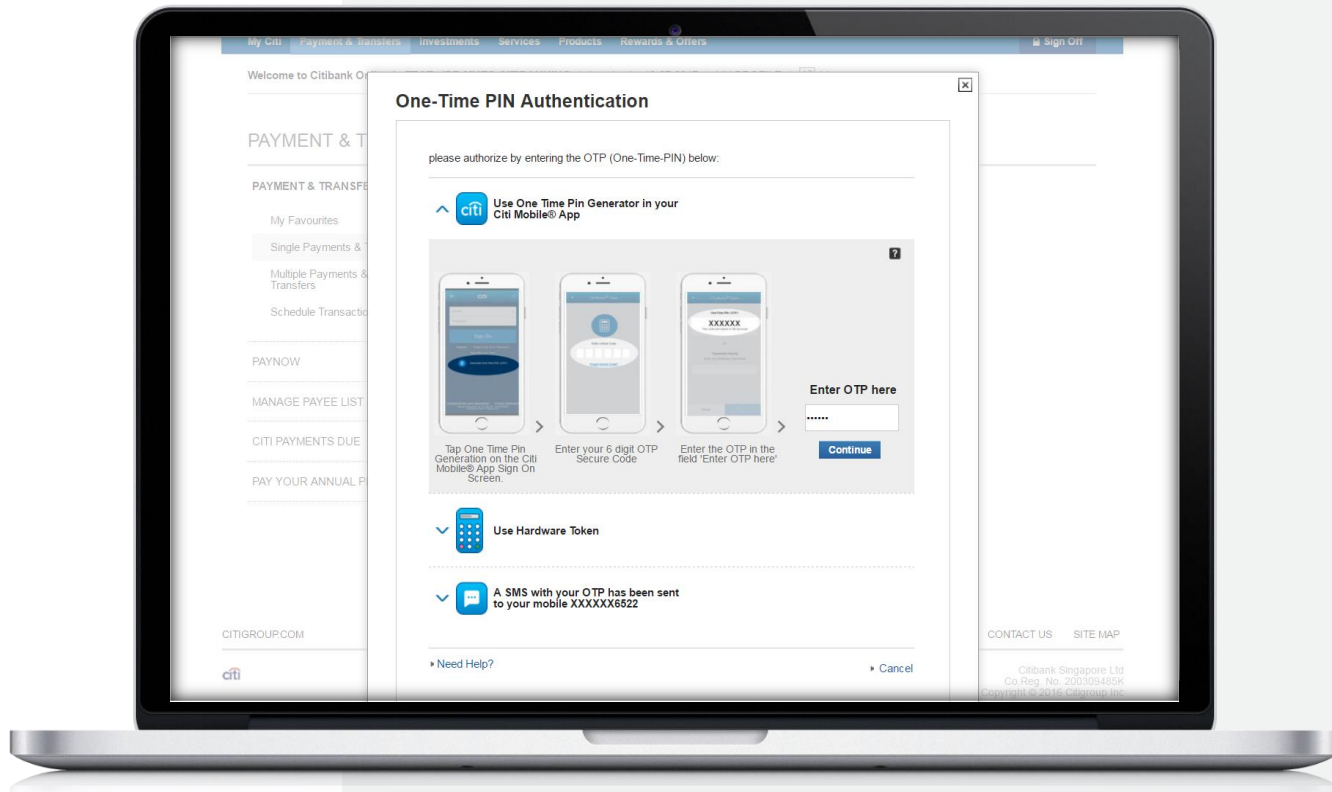 My Citi Payment & Transfers Investments Services Products Rewards & Offers Sign Off
Welcome to Citibank On
One-Time PIN Authentication
PAYMENT & T
please authorize by entering the OTP (One-Time-PIN) below:
PAYMENT & TRANSFE
My Favourites
Single Payments & T
Multiple Payments &
Transfers
Schedule Transactio
PAYNOW
MANAGE PAYEE LIST
CITI PAYMENTS DUE
PAY YOUR ANNUAL P
citi
Use One Time Pin Generator in your
Citi Mobile® App
?
XXXXXX
Tap One Time Pin
Generation on the Citi
Mobile® App Sign On
Screen.
Enter your 6 digit OTP
Secure Code
Enter the OTP in the
field 'Enter OTP here'
Enter OTP here
......
Continue
Use Hardware Token
A SMS with your OTP has been sent
to your mobile XXXXXX6522
Need Help?
Cancel
CITIGROUP.COM
CONTACT US SITE MAP
citi
Citibank Singapore Ltd
Co.Reg. No. 200309485K
Copyright © 2016 Citigroup Inc